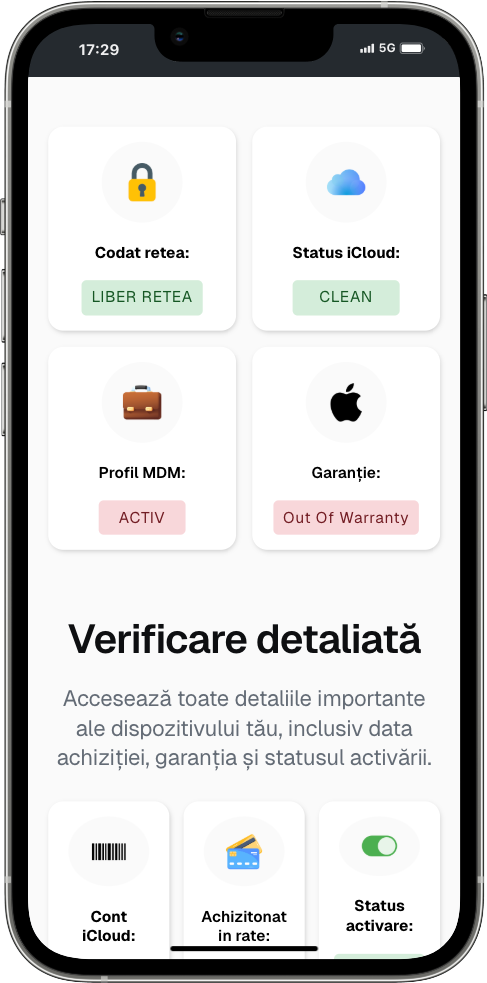 17:29
5G
Codat retea:
LIBER RETEA
Status iCloud:
CLEAN
Profil MDM:
ACTIV
Garanție:
Out Of Warranty
Verificare detaliată
Accesează toate detaliile importante
ale dispozitivului tău, inclusiv data
achiziției, garanția și statusul activării.
Cont
iCloud:
Achizitonat
in rate:
Status
activare: